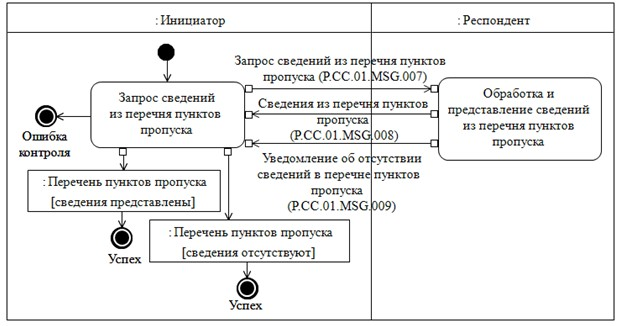 : Инициатор
: Респондент
Запрос сведений из перечня пунктов
пропуска (P.CC.01.MSG.007)
Запрос сведений
из перечня пунктов
пропуска
Обработка и
представление сведений
из перечня пунктов
пропуска
Сведения из перечня пунктов
пропуска
(P.CC.01.MSG.008)
Ошибка
контроля
Уведомление об отсутствии
сведений в перечне пунктов
пропуска
(P.CC.01.MSG.009)
: Перечень пунктов пропуска
[сведения представлены]
Успех
: Перечень пунктов пропуска
[сведения отсутствуют]
Успех